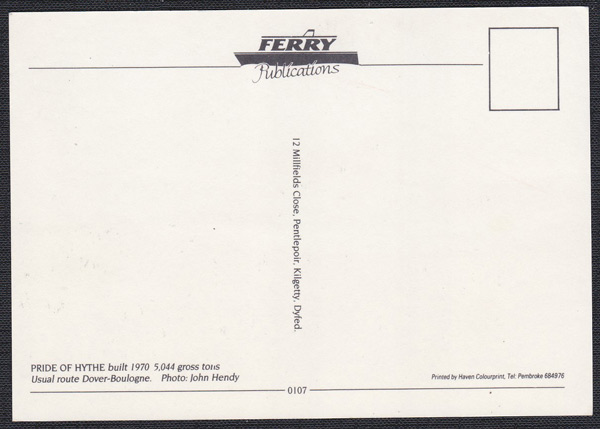 FERRY
Publications
12 Millfields Close, Pentlepoir, Kilgetty. Dyfed.
PRIDE OF HYTHE built 1970 5,044 gross tons
Usual route Dover-Boulogne. Photo: John Hendy
Printed by Haven Colourprint, Tel: Pembroke 684976
0107